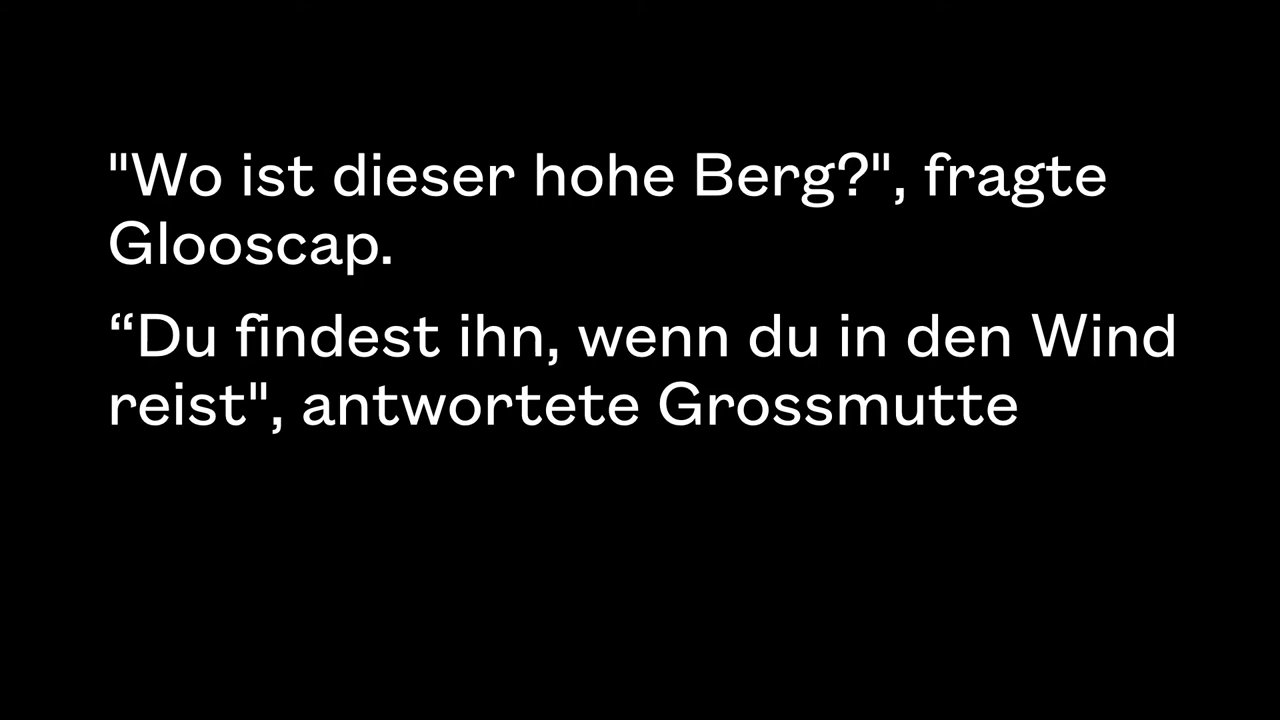 "Wo ist dieser hohe Berg?", fragte
Glooscap.
“Du findest ihn, wenn du in den Wind
reist", antwortete Grossmutte